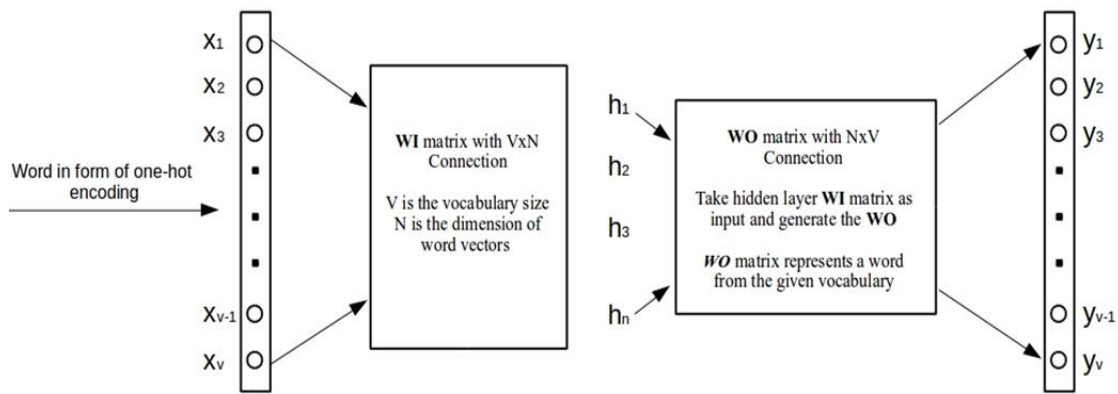 x1
x2
x3
Word in form of one-hot
encoding
xv-1
xv
WI matrix with VxN
Connection
V is the vocabulary size
N is the dimension of
word vectors
h1
h2
h3
hn
WO matrix with NxV
Connection
Take hidden layer WI matrix as
input and generate the WO
WO matrix represents a word
from the given vocabulary
y1
y2
y3
yv-1
yv